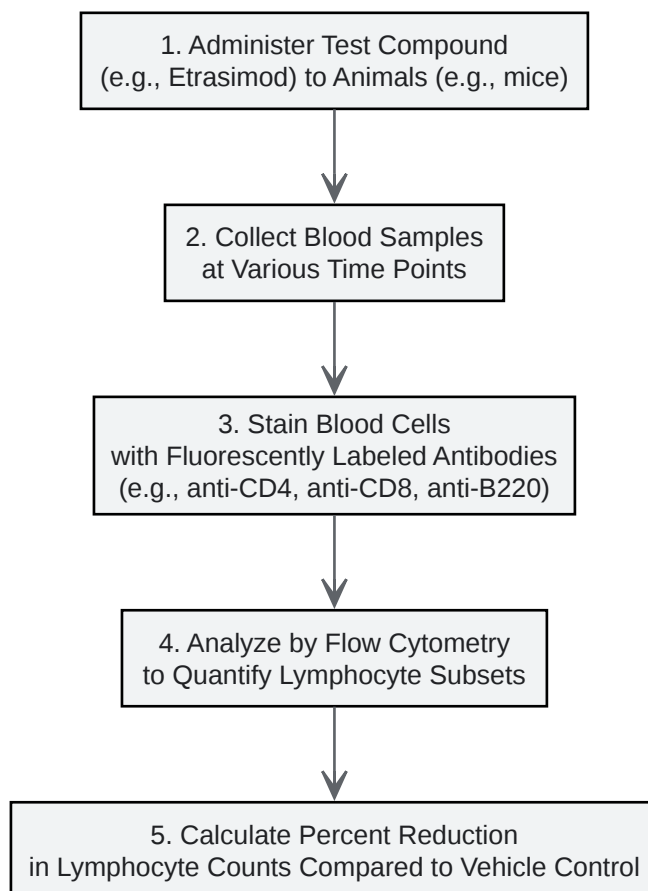 1. Administer Test Compound
(e.g., Etrasimod) to Animals (e.g., mice)
2. Collect Blood Samples
at Various Time Points
3. Stain Blood Cells
with Fluorescently Labeled Antibodies
(e.g., anti-CD4, anti-CD8, anti-B220)
4. Analyze by Flow Cytometry
to Quantify Lymphocyte Subsets
5. Calculate Percent Reduction
in Lymphocyte Counts Compared to Vehicle Control